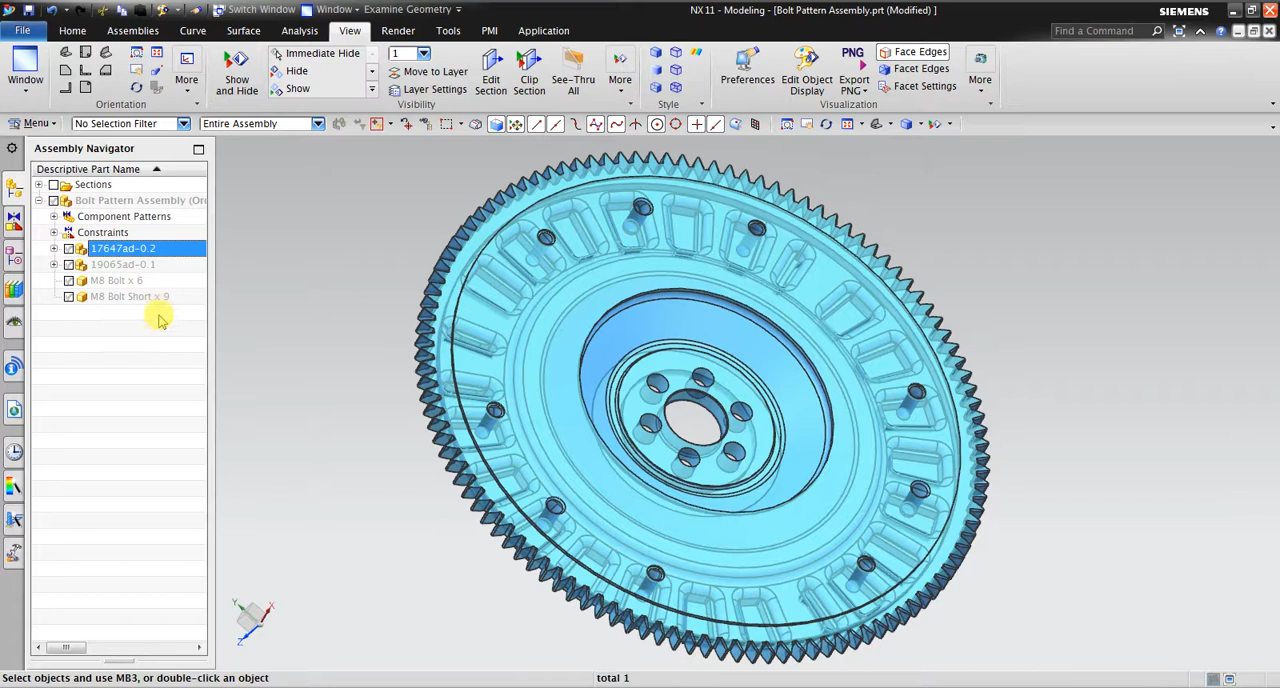 Switch Window Window Examine Geometry NX 11 - Modeling - [Bolt Pattern Assembly.prt (Modified) ] SIEMENS
File Home Assemblies Curve Surface Analysis View Render Tools PMI Application Find a Command
Window
More
Orientation
Show
and Hide
Immediate Hide
Hide
Show
1
Move to Layer
Layer Settings
Edit
Section
Clip
Section
See-Thru
All
More
Visibility
Style
Preferences
Edit Object
Display
PNG
Export
PNG
Face Edges
Facet Edges
Facet Settings
More
Visualization
Menu No Selection Filter Entire Assembly
Assembly Navigator
Descriptive Part Name
Sections
Bolt Pattern Assembly (Or
Component Patterns
Constraints
17647ad-0.2
19065ad-0.1
M8 Bolt x 6
M8 Bolt Short x 9
Y
X
Z
Select objects and use MB3, or double-click an object total 1